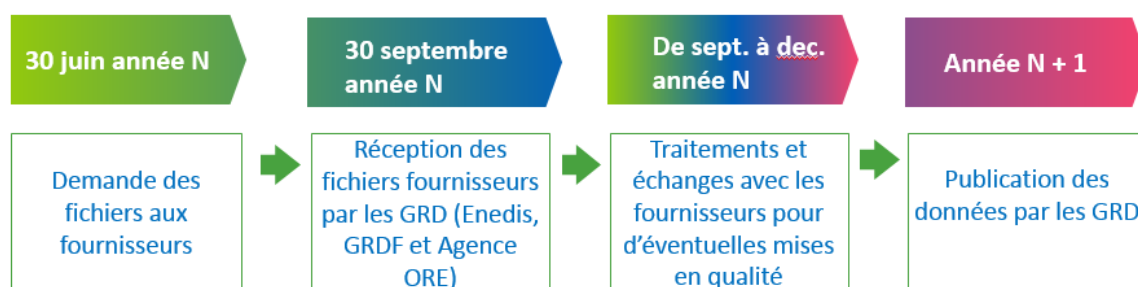 30 juin année N
30 septembre
année N
De sept. à dec.
année N
Année N + 1
Demande des
fichiers aux
fournisseurs
Réception des
fichiers fournisseurs
par les GRD (Enedis,
GRDF et Agence
ORE)
Traitements et
échanges avec les
fournisseurs pour
d'éventuelles mises
en qualité
Publication des
données par les GRD